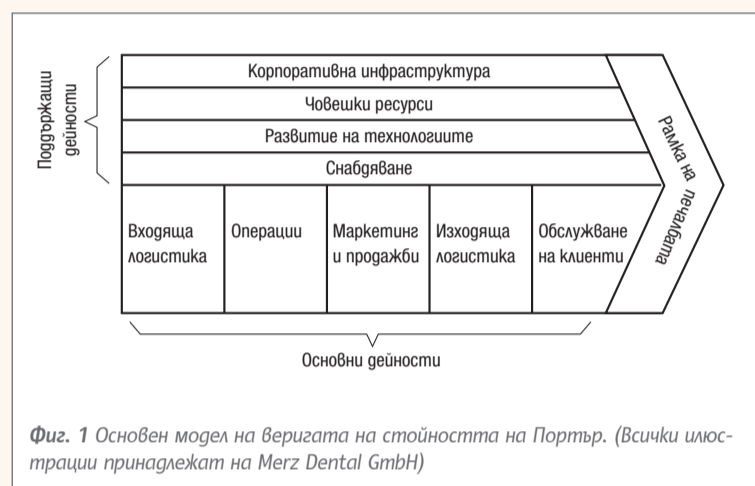 Поддържащи
дейности
Корпоративна инфраструктура
Човешки ресурси
Развитие на технологиите
Снабдяване
Входяща
логистика
Операции
Маркетинг
и продажби
Изходяща
логистика
Обслужване
на клиенти
Рамка на
печалбата
Основни дейности
Фиг. 1 Основен модел на веригата на стойността на Портър. (Всички илюс-
трации принадлежат на Merz Dental GmbH)